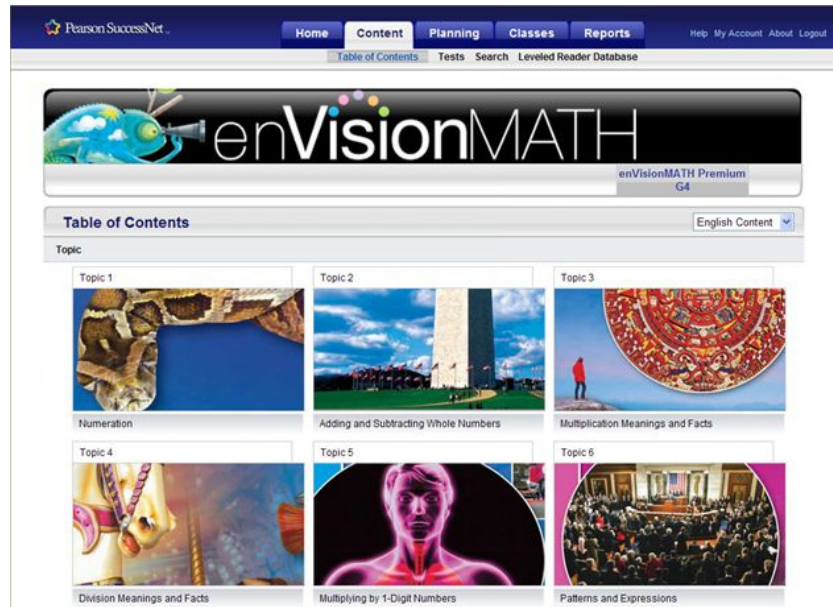 Pearson SuccessNet
Home Content Planning Classes Reports Help My Account About Logout
Table of Contents Tests Search Leveled Reader Database
enVisionMATH
enVisionMATH Premium
G4
Table of Contents English Content
Topic
Topic 1 Topic 2 Topic 3
Numeration Adding and Subtracting Whole Numbers Multiplication Meanings and Facts
Topic 4 Topic 5 Topic 6
Division Meanings and Facts Multiplying by 1-Digit Numbers Patterns and Expressions